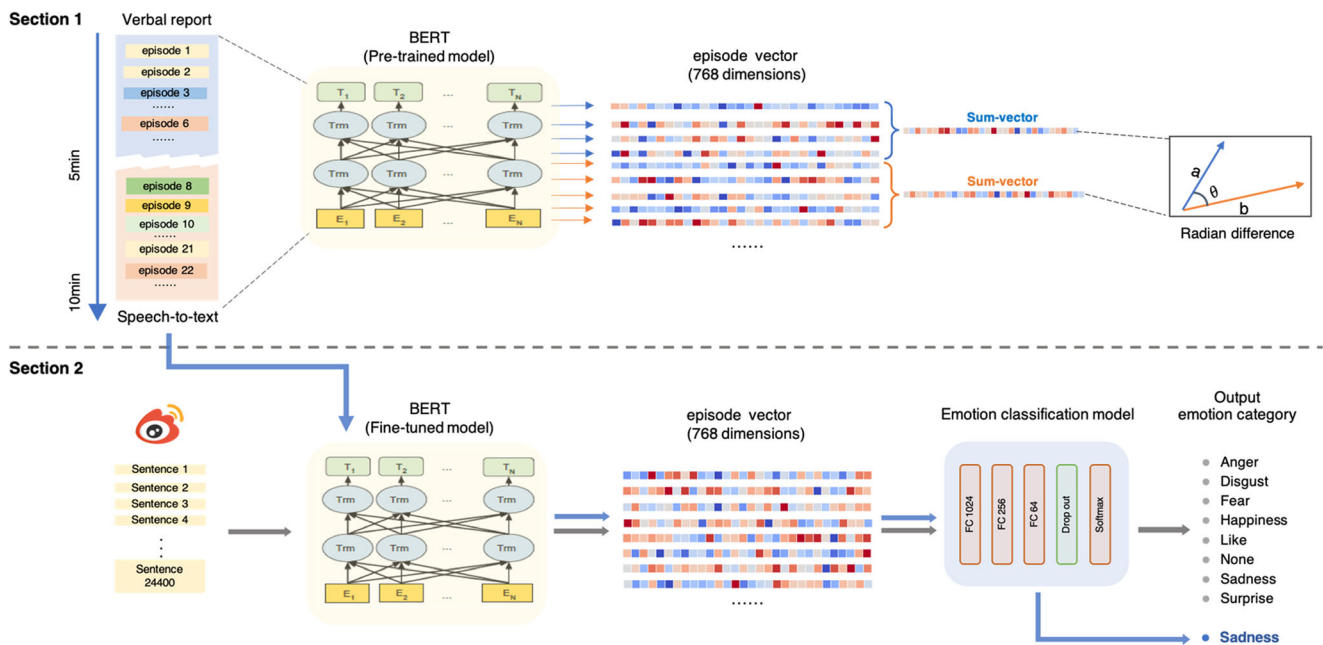 Section 1
Verbal report
episode 1
episode 2
episode 3
......
episode 6
......
5min
episode 8
episode 9
episode 10
......
episode 21
episode 22
......
10min
Speech-to-text
BERT
(Pre-trained model)
T1 T2 ... TN
Trm Trm ... Trm
Trm Trm ... Trm
E1 E2 ... EN
episode vector
(768 dimensions)
......
Sum-vector
Sum-vector
a
θ
b
Radian difference
Section 2
Sentence 1
Sentence 2
Sentence 3
Sentence 4
Sentence
24400
BERT
(Fine-tuned model)
T1 T2 ... TN
Trm Trm ... Trm
Trm Trm ... Trm
E1 E2 ... EN
episode vector
(768 dimensions)
......
Emotion classification model
FC 1024
FC 256
FC 64
Drop out
Softmax
Output
emotion category
Anger
Disgust
Fear
Happiness
Like
None
Sadness
Surprise
Sadness